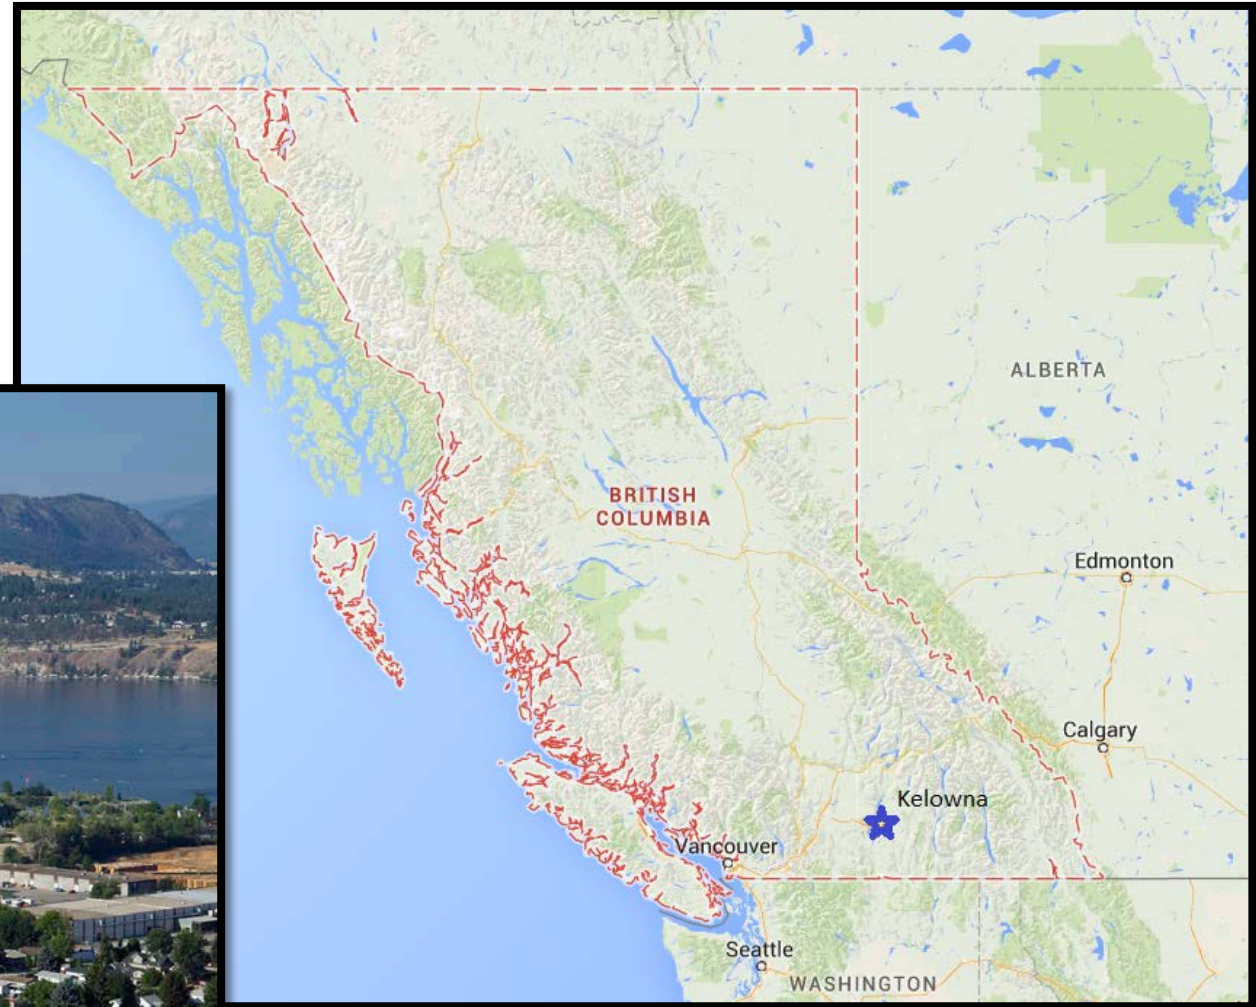 ALBERTA
BRITISH
COLUMBIA
Edmonton
Calgary
Kelowna
Vancouver
Seattle
WASHINGTON